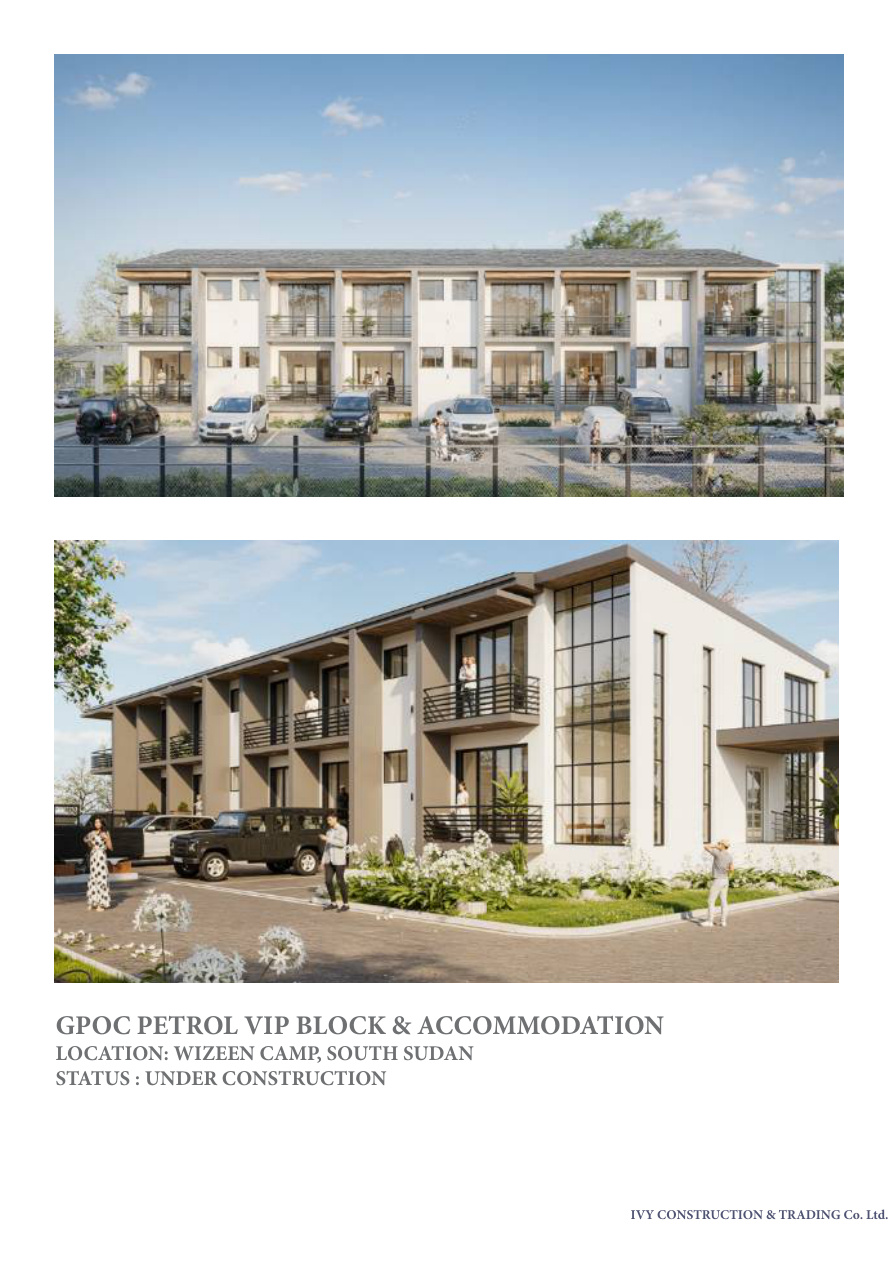 GPOC PETROL VIP BLOCK & ACCOMMODATION
LOCATION: WIZEEN CAMP, SOUTH SUDAN
STATUS : UNDER CONSTRUCTION
IVY CONSTRUCTION & TRADING Co. Ltd.